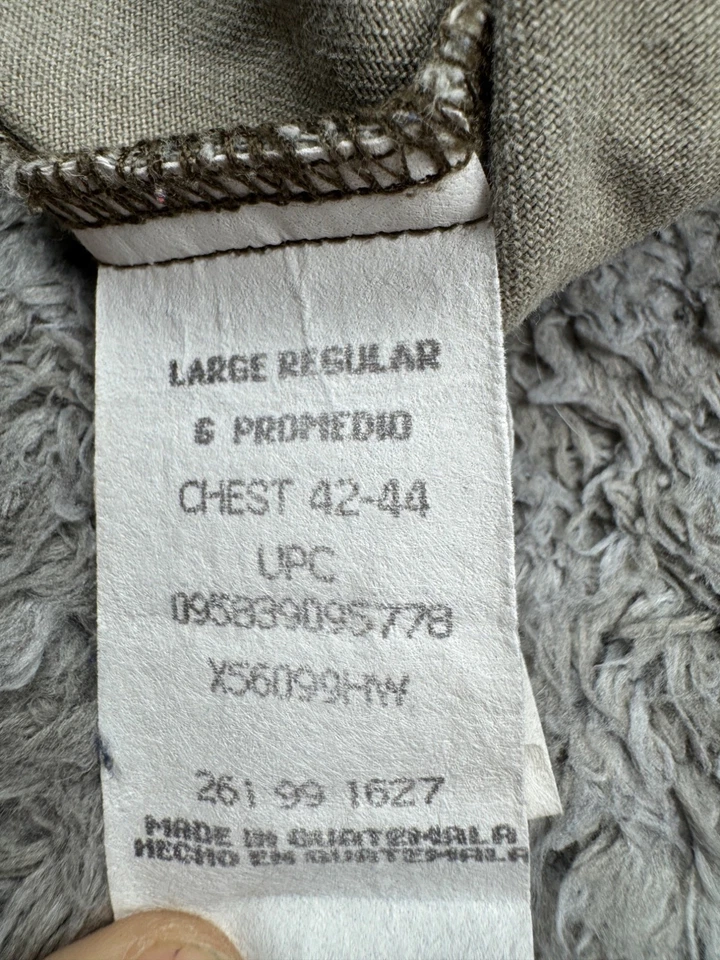 LARGE REGULAR
G PROMEDIO
CHEST 42-44
UPC
095839095778
X56099HW
261 99 1627
MADE IN GUATEMALA
HECHO EN GUATEMALA